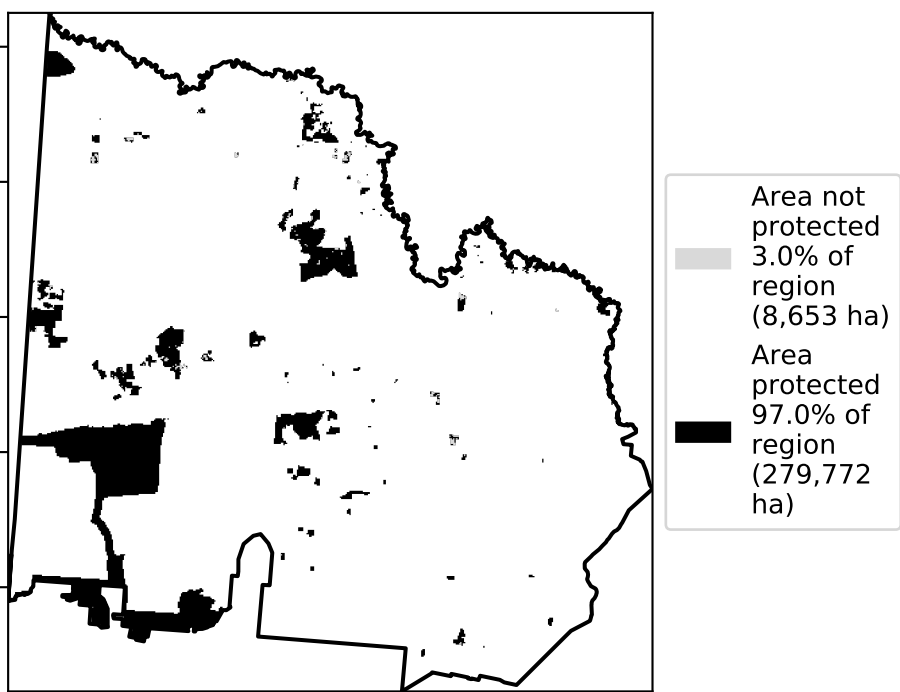 Area not
protected
3.0% of
region
(8,653 ha)
Area
protected
97.0% of
region
(279,772
ha)